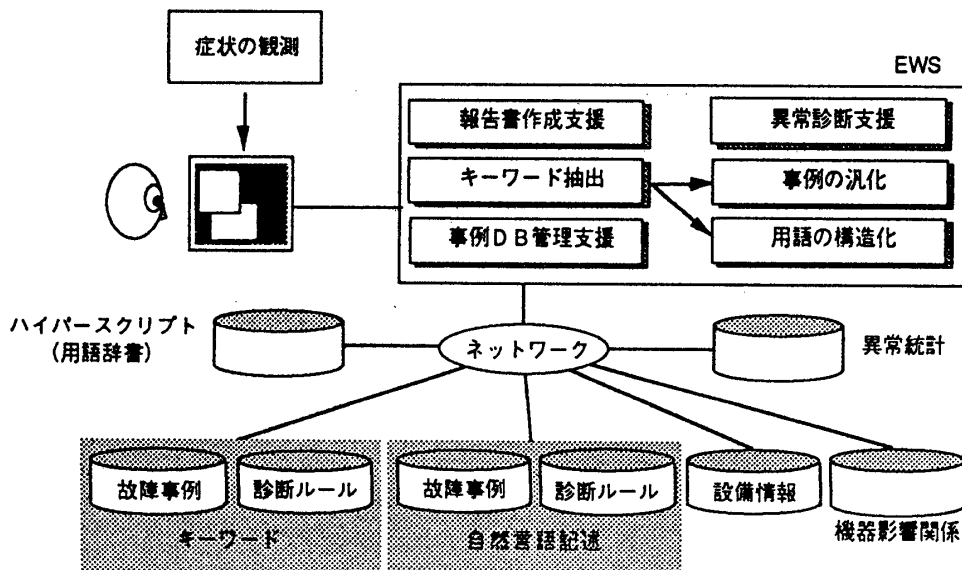 症状の観測
EWS
報告書作成支援
異常診断支援
キーワード抽出
事例の汎化
事例DB管理支援
用語の構造化
ハイパースクリプト
(用語辞書)
ネットワーク
異常統計
故障事例
診断ルール
故障事例
診断ルール
設備情報
キーワード
自然言語記述
機器影響関係